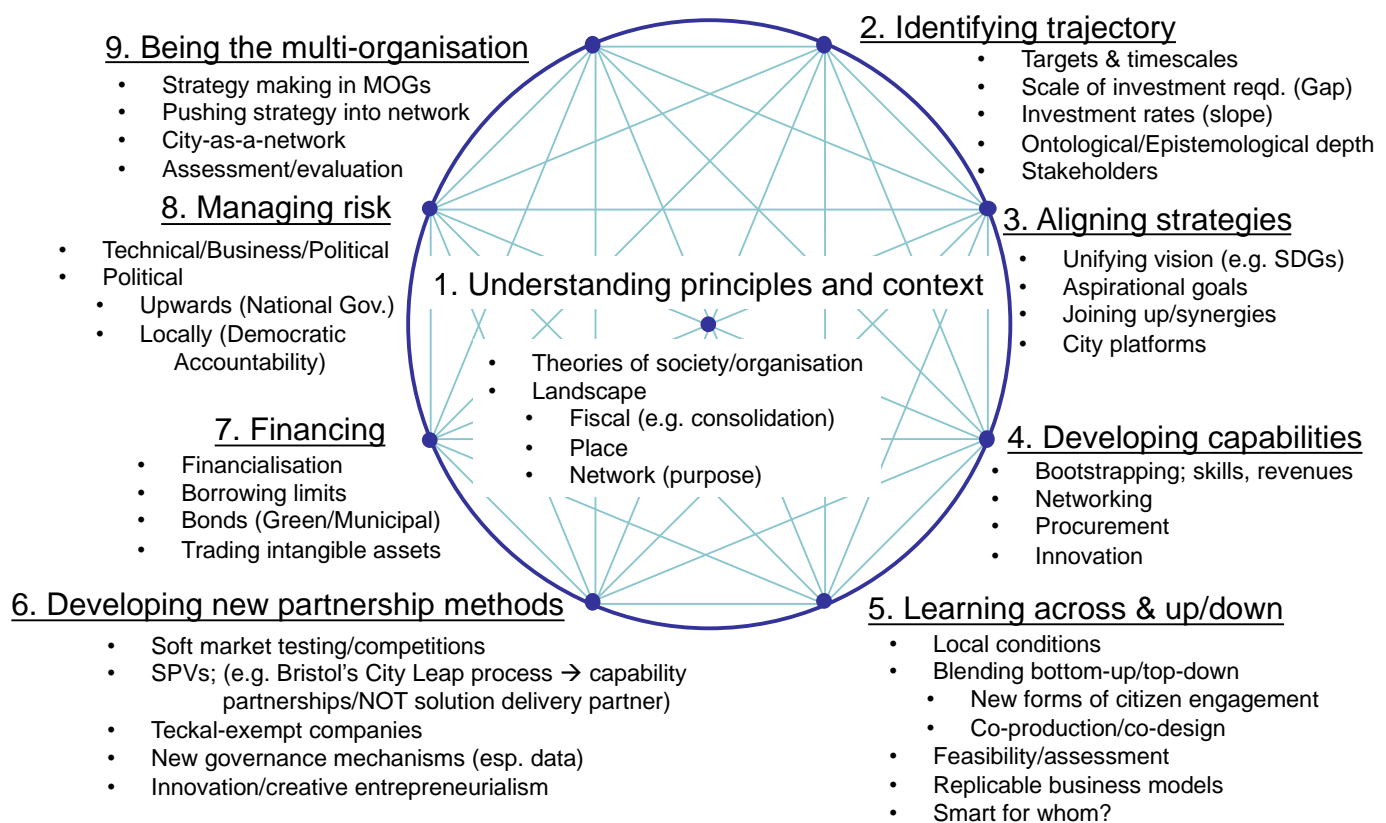 1. Understanding principles and context
• Theories of society/organisation
• Landscape
• Fiscal (e.g. consolidation)
• Place
• Network (purpose)
2. Identifying trajectory
• Targets & timescales
• Scale of investment reqd. (Gap)
• Investment rates (slope)
• Ontological/Epistemological depth
• Stakeholders
3. Aligning strategies
• Unifying vision (e.g. SDGs)
• Aspirational goals
• Joining up/synergies
• City platforms
4. Developing capabilities
• Bootstrapping; skills, revenues
• Networking
• Procurement
• Innovation
5. Learning across & up/down
• Local conditions
• Blending bottom-up/top-down
• New forms of citizen engagement
• Co-production/co-design
• Feasibility/assessment
• Replicable business models
• Smart for whom?
6. Developing new partnership methods
• Soft market testing/competitions
• SPVs; (e.g. Bristol's City Leap process → capability
partnerships/NOT solution delivery partner)
• Teckal-exempt companies
• New governance mechanisms (esp. data)
• Innovation/creative entrepreneurialism
7. Financing
• Financialisation
• Borrowing limits
• Bonds (Green/Municipal)
• Trading intangible assets
8. Managing risk
• Technical/Business/Political
• Political
• Upwards (National Gov.)
• Locally (Democratic
Accountability)
9. Being the multi-organisation
• Strategy making in MOGs
• Pushing strategy into network
• City-as-a-network
• Assessment/evaluation